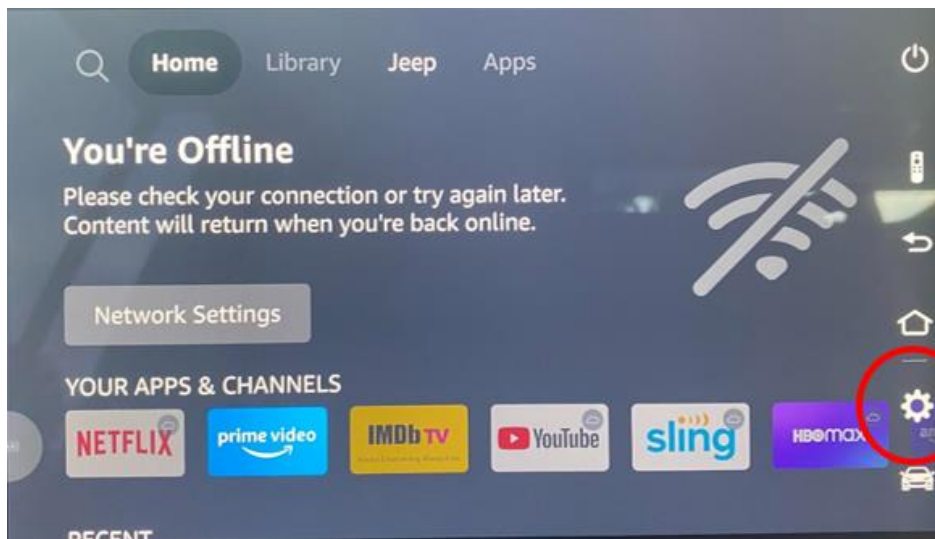 Home Library Jeep Apps
You're Offline
Please check your connection or try again later.
Content will return when you're back online.
Network Settings
YOUR APPS & CHANNELS
NETFLIX prime video IMDb TV YouTube sling HBOmax
RECENT